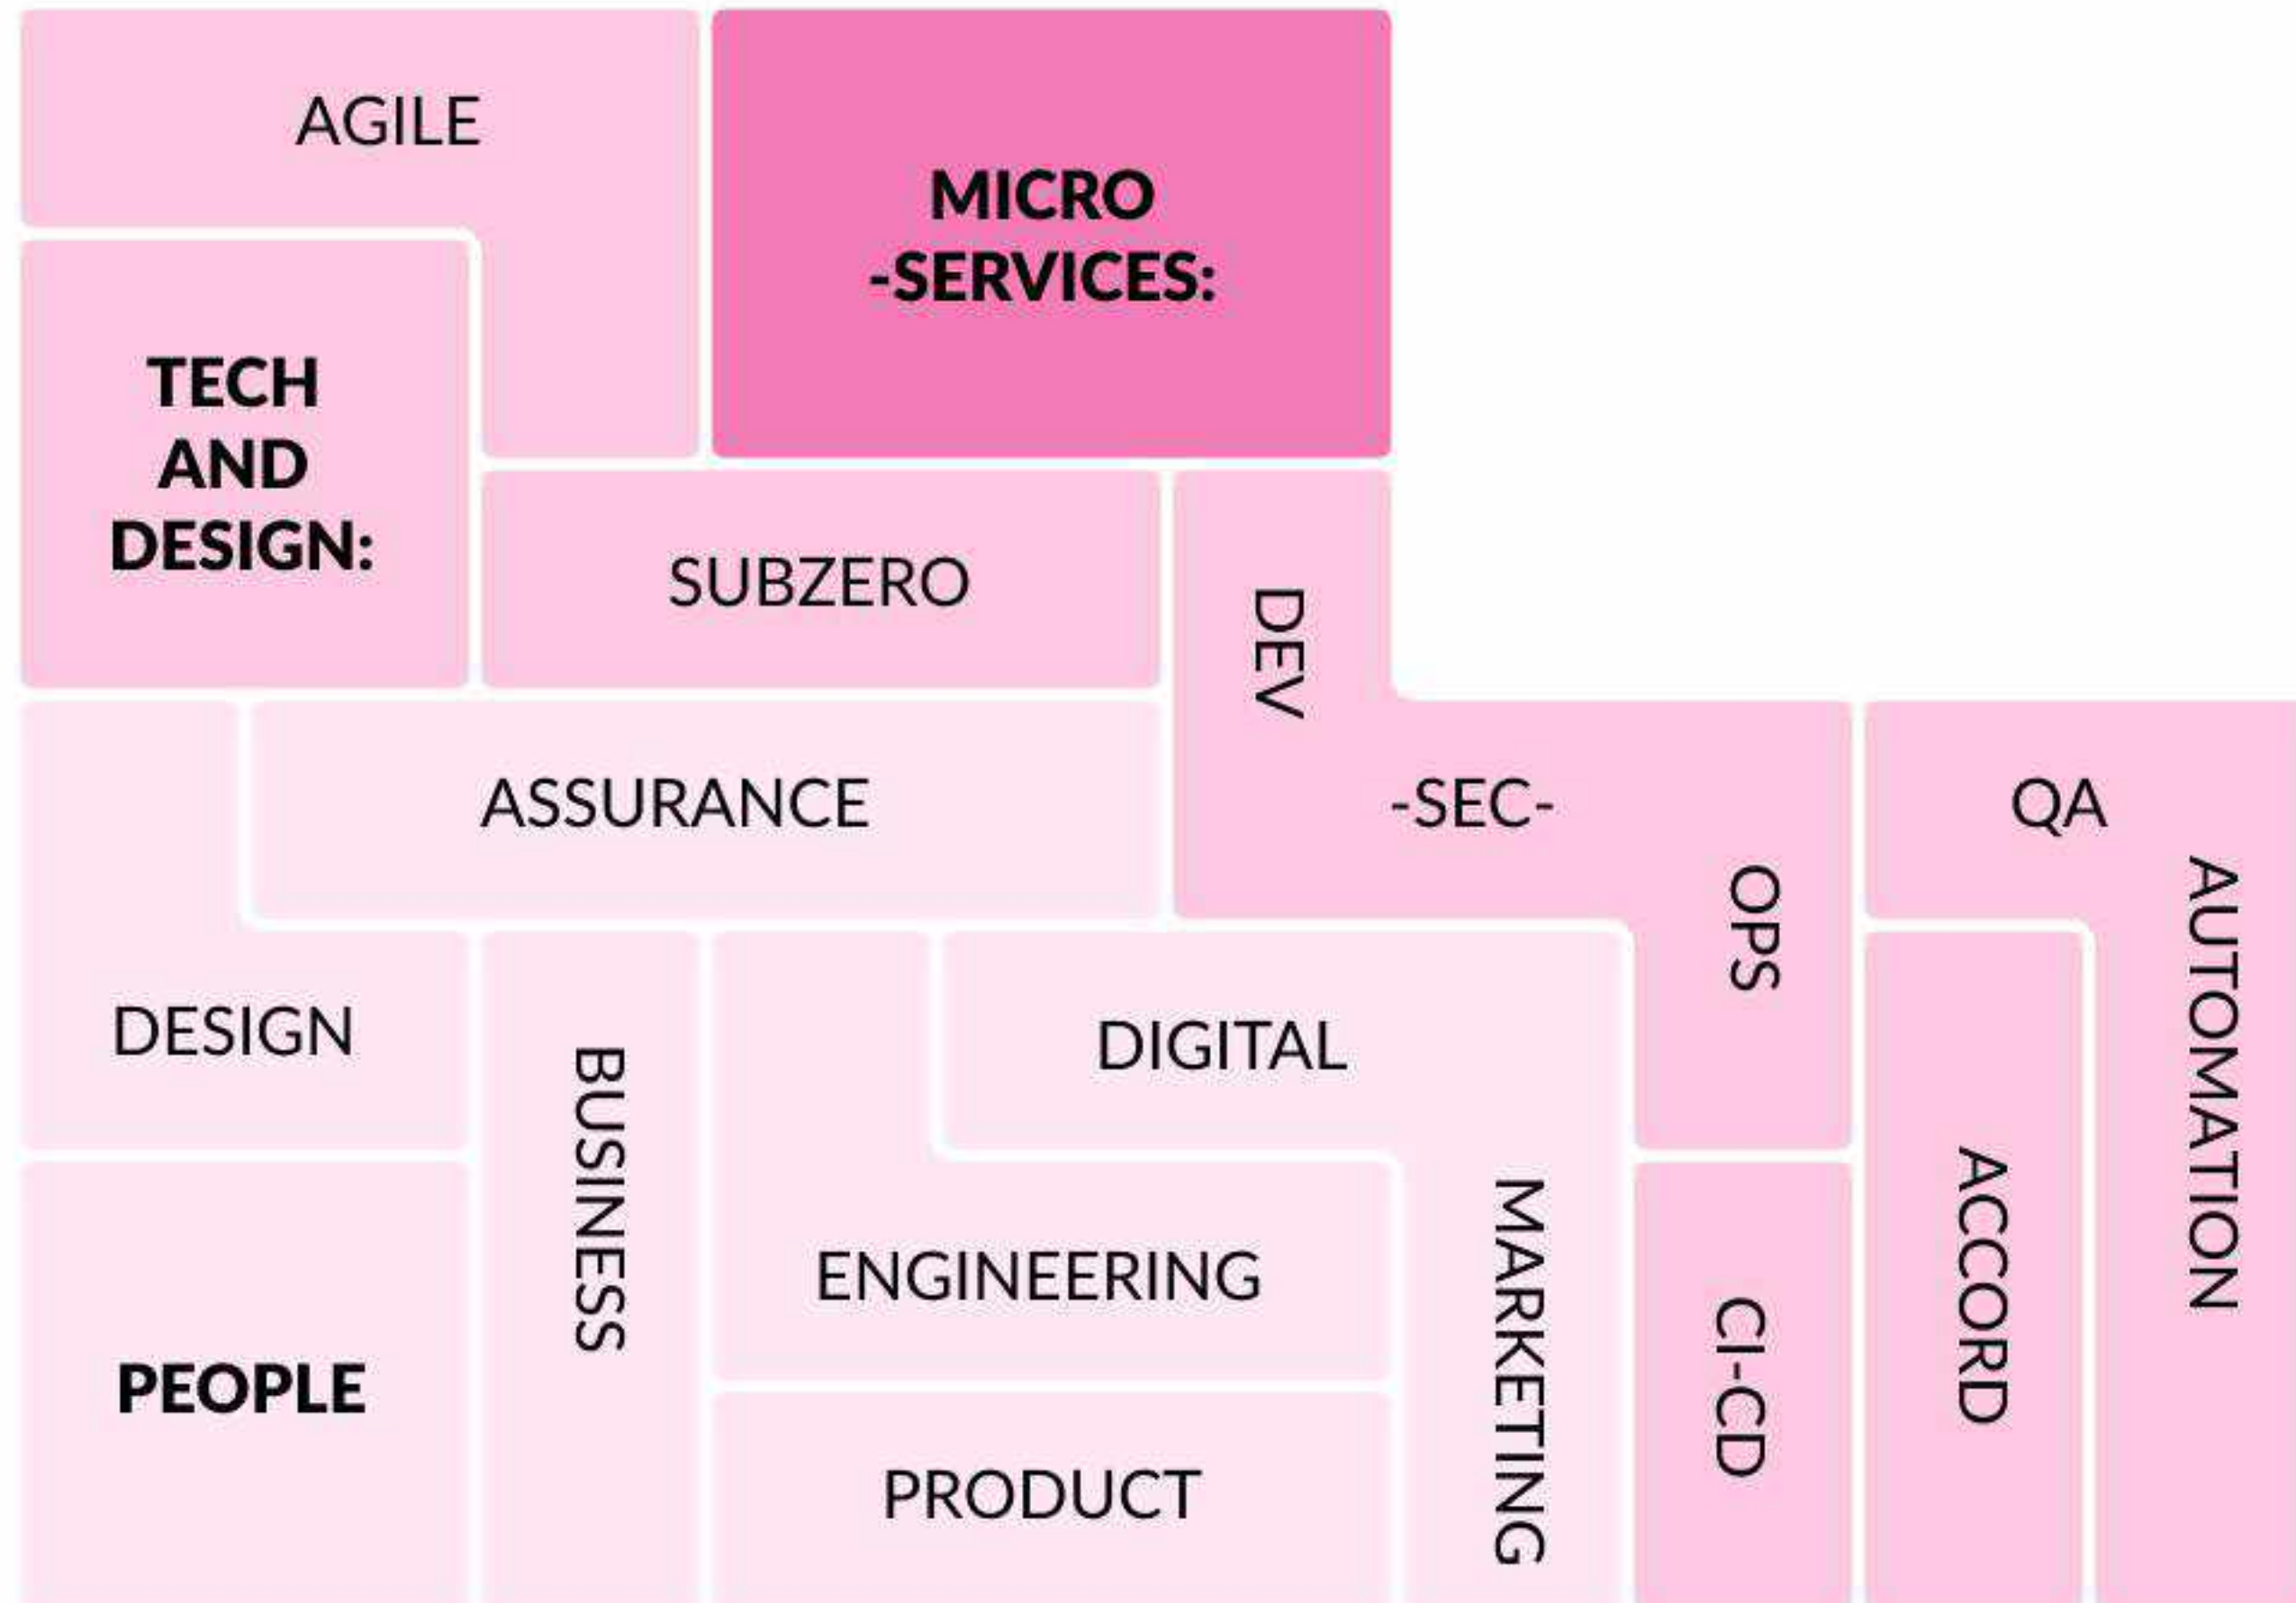 AGILE
MICRO
-SERVICES:
TECH
AND
DESIGN:
SUBZERO
DEV
-SEC-
OPS
QA
AUTOMATION
ASSURANCE
DESIGN
BUSINESS
DIGITAL
MARKETING
ENGINEERING
ACCORD
CI-CD
PEOPLE
PRODUCT